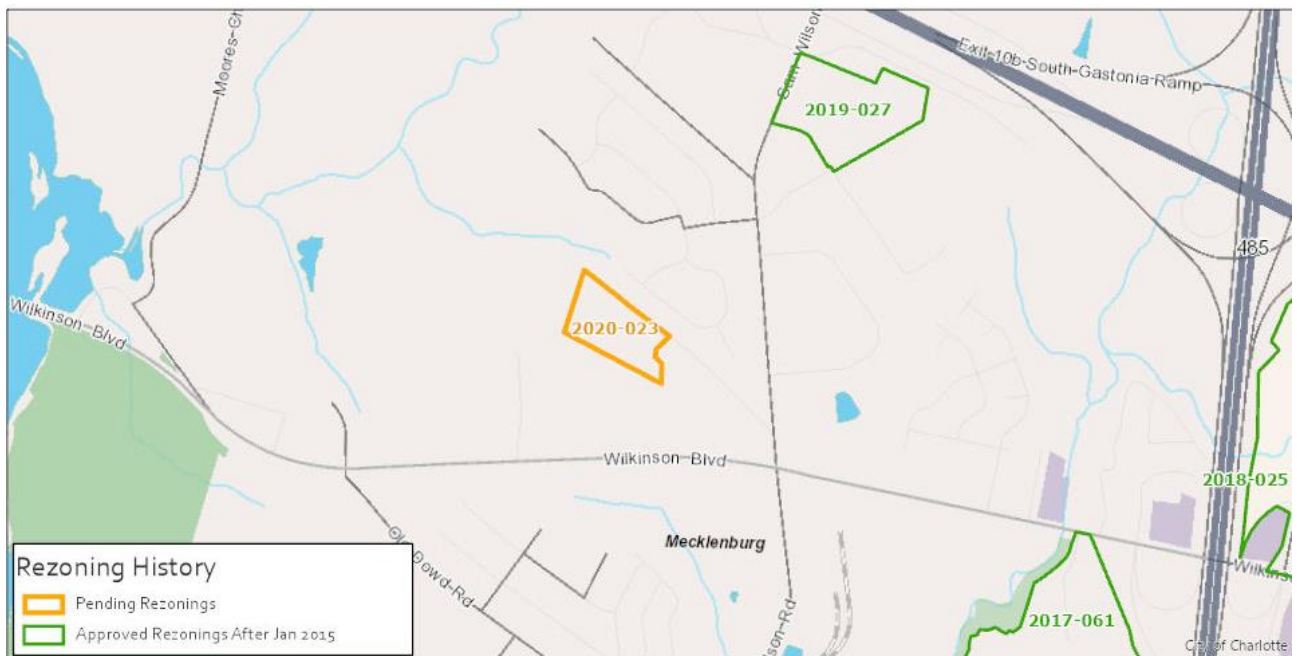 Moores-Ch
Sam-Wilson
Exit-10b-South-Gastonia-Ramp
2019-027
485
Wilkinson-Blvd
2020-023
Wilkinson-Blvd
2018-025
Mecklenburg
Old-Dowd-Rd
Wilkins
son-Rd
2017-061
Rezoning History
Pending Rezonings
Approved Rezonings After Jan 2015
City of Charlotte